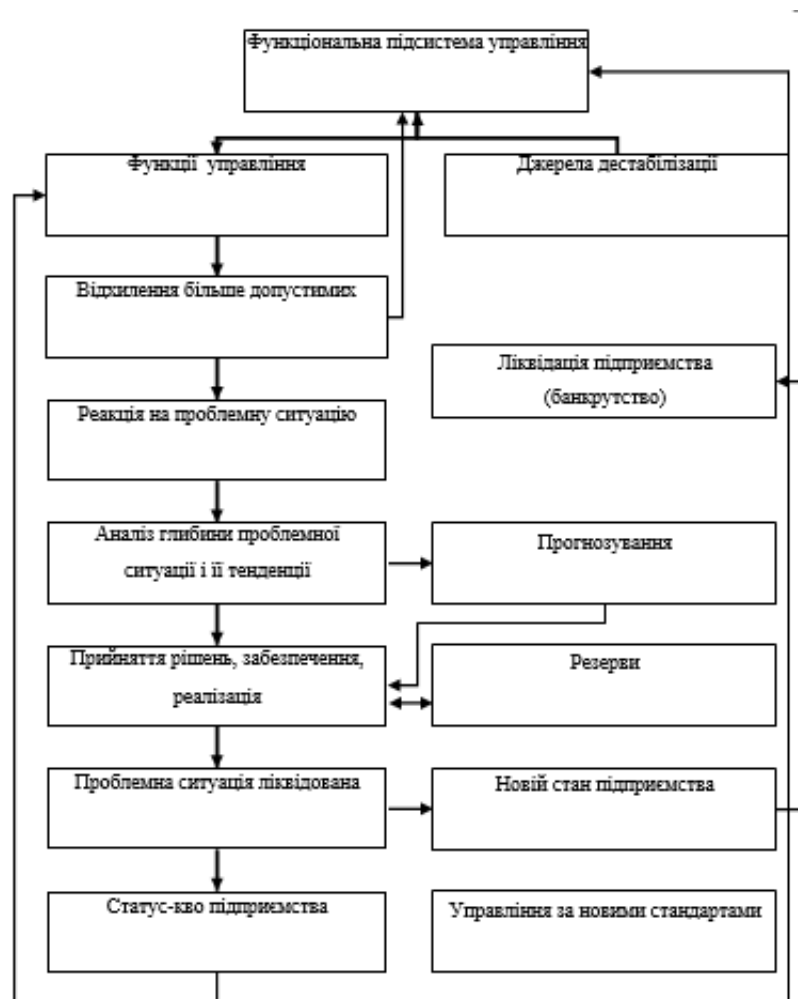 Функціональна підсистема управління
Функції управління
Джерела дестабілізації
Відхилення більше допустимих
Ліквідація підприємства
(банкрутство)
Реакція на проблемну ситуацію
Аналіз глибини проблемної
ситуації і її тенденції
Прогнозування
Прийняття рішень, забезпечення,
реалізація
Резерви
Проблемна ситуація ліквідована
Новій стан підприємства
Статус-кво підприємства
Управління за новими стандартами